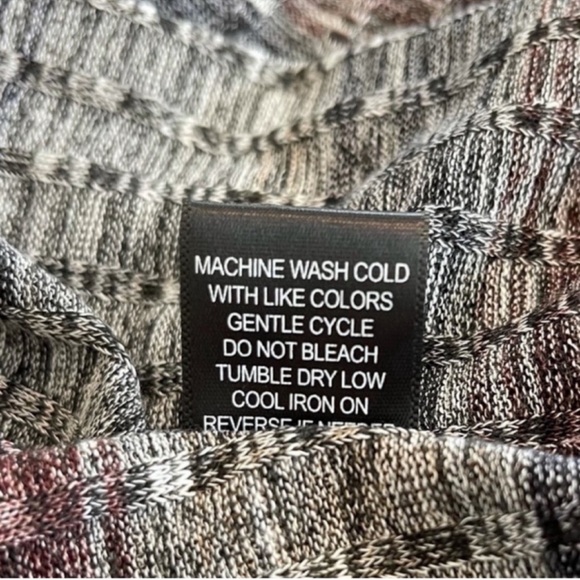 MACHINE WASH COLD
WITH LIKE COLORS
GENTLE CYCLE
DO NOT BLEACH
TUMBLE DRY LOW
COOL IRON ON
REVERSE IF NEEDED